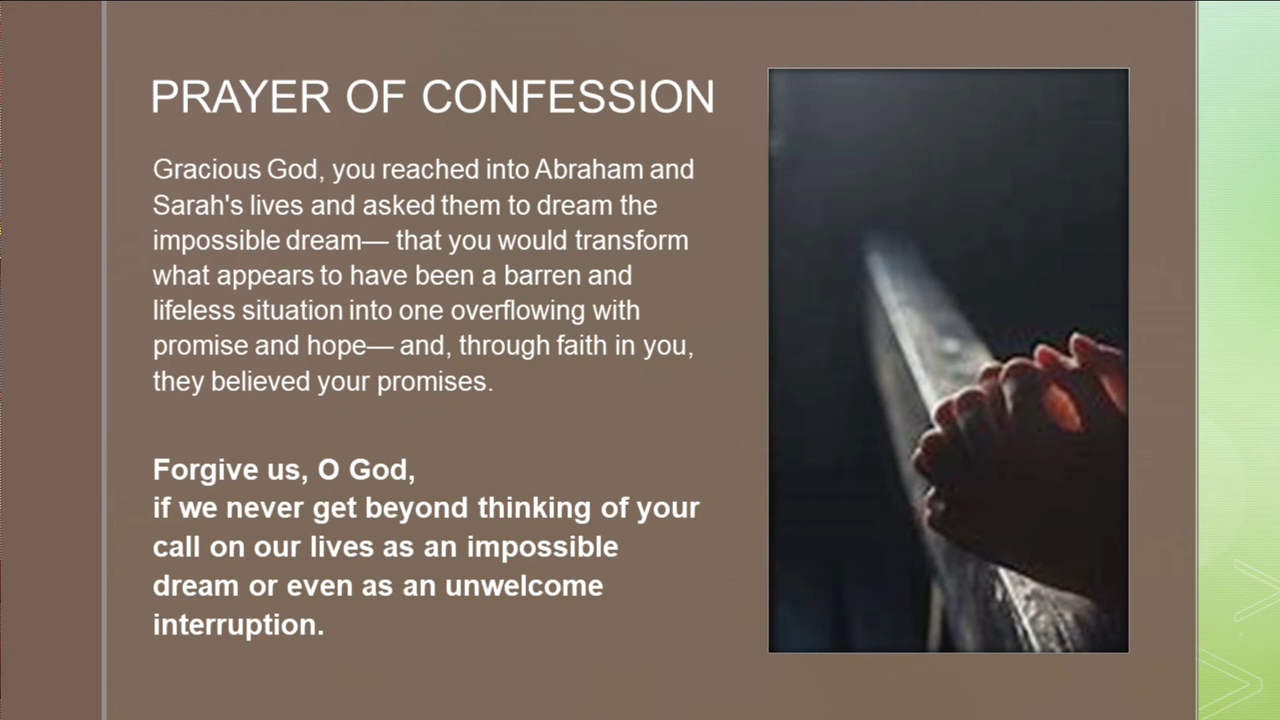 PRAYER OF CONFESSION
Gracious God, you reached into Abraham and
Sarah's lives and asked them to dream the
impossible dream— that you would transform
what appears to have been a barren and
lifeless situation into one overflowing with
promise and hope— and, through faith in you,
they believed your promises.
Forgive us, O God,
if we never get beyond thinking of your
call on our lives as an impossible
dream or even as an unwelcome
interruption.